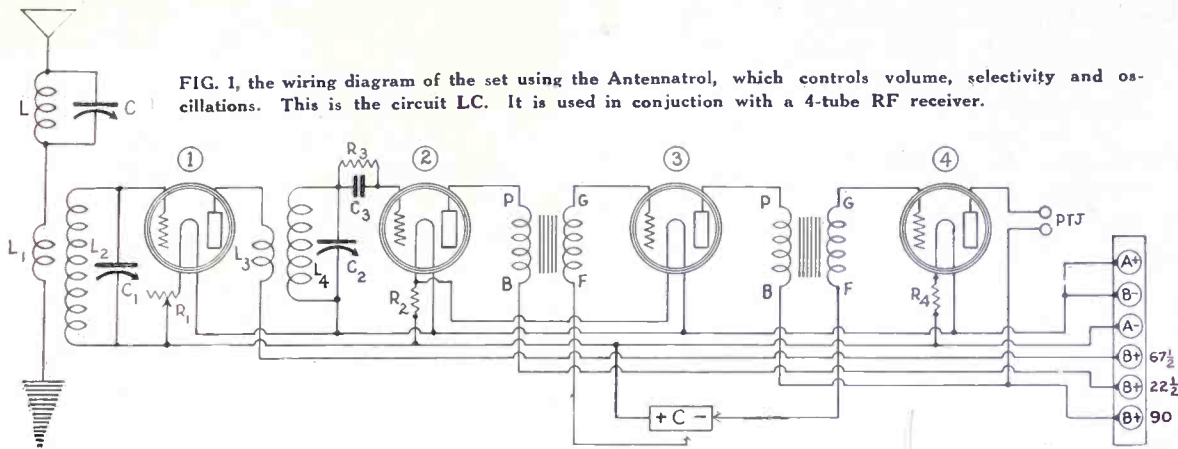 FIG. 1, the wiring diagram of the set using the Antennatrol, which controls volume, selectivity and os-
cillations. This is the circuit LC. It is used in conjuction with a 4-tube RF receiver.
L
C
1
R3
2
3
4
C3
P
G
P
G
PTJ
L1
L2
C1
L3
L4
C2
R1
R2
B
F
B
F
R4
A+
B-
A-
B+ 67½
B+ 22½
B+ 90
+ C -